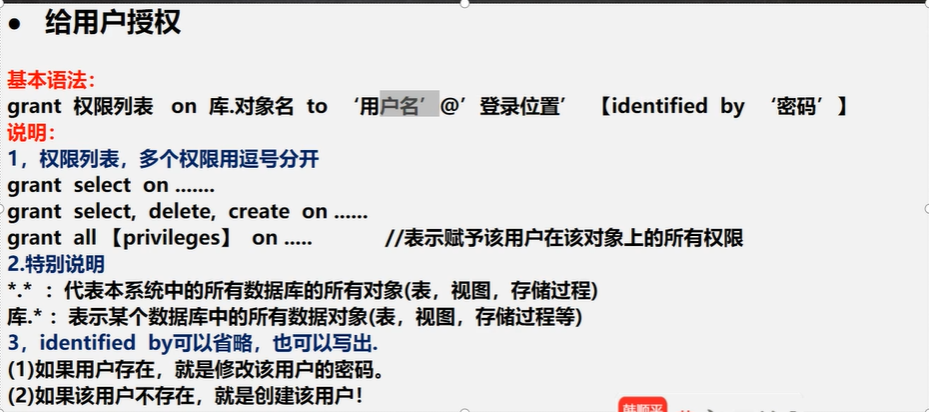 ● 给用户授权
基本语法：
grant 权限列表 on 库.对象名 to ‘用户名’@’登录位置’ 【identified by ‘密码’】
说明：
1，权限列表，多个权限用逗号分开
grant select on .......
grant select, delete, create on ......
grant all 【privileges】 on ..... //表示赋予该用户在该对象上的所有权限
2.特别说明
*.* ：代表本系统中的所有数据库的所有对象(表，视图，存储过程)
库.*：表示某个数据库中的所有数据对象(表，视图，存储过程等)
3，identified by可以省略，也可以写出.
(1)如果用户存在，就是修改该用户的密码。
(2)如果该用户不存在，就是创建该用户！
韩顺平